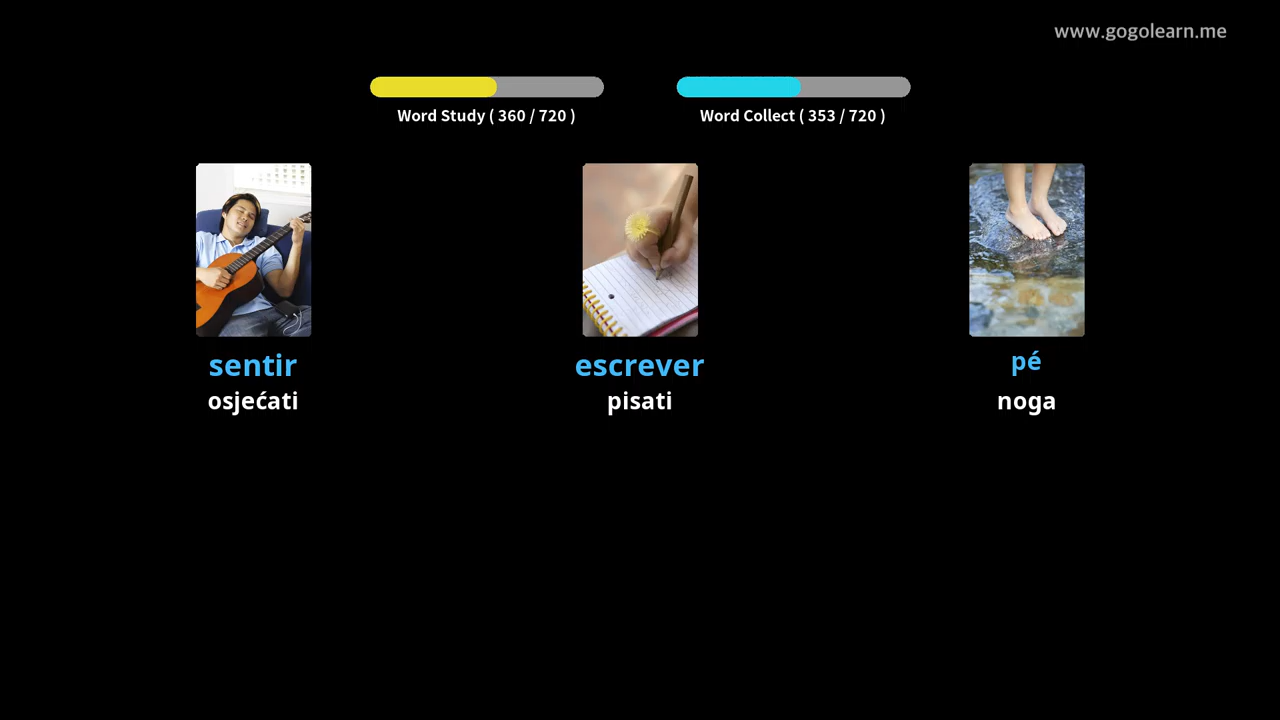 www.gogolearn.me
Word Study ( 360 / 720 )
Word Collect ( 353 / 720 )
sentir
osjećati
escrever
pisati
pé
noga